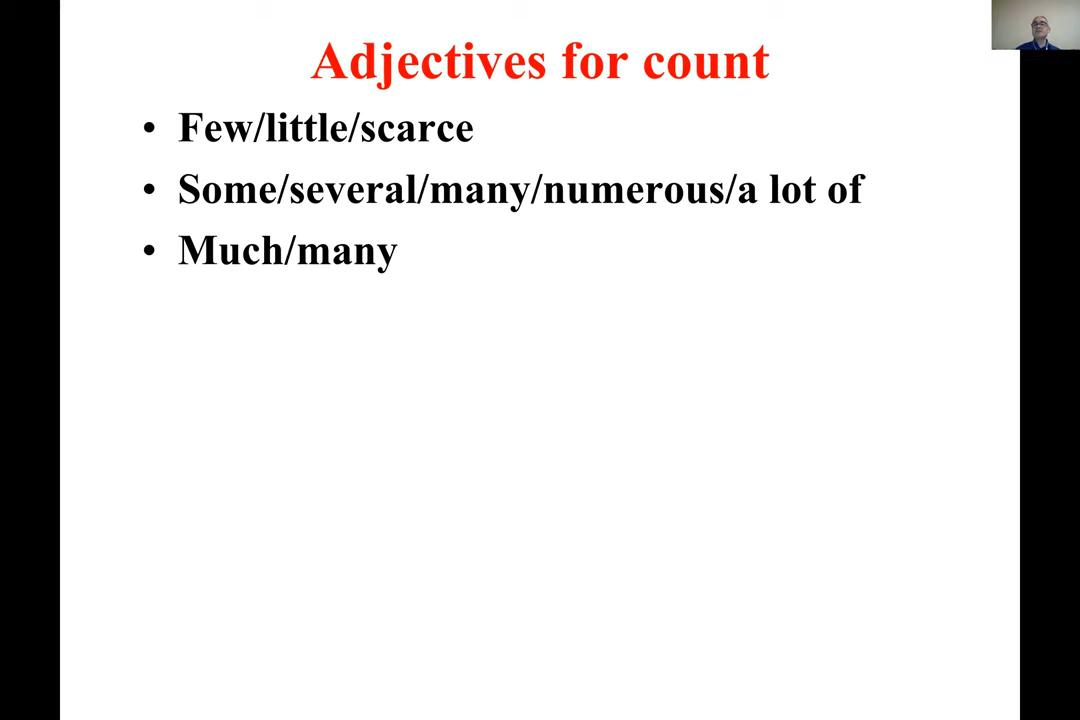 Adjectives for count
• Few/little/scarce
• Some/several/many/numerous/a lot of
• Much/many